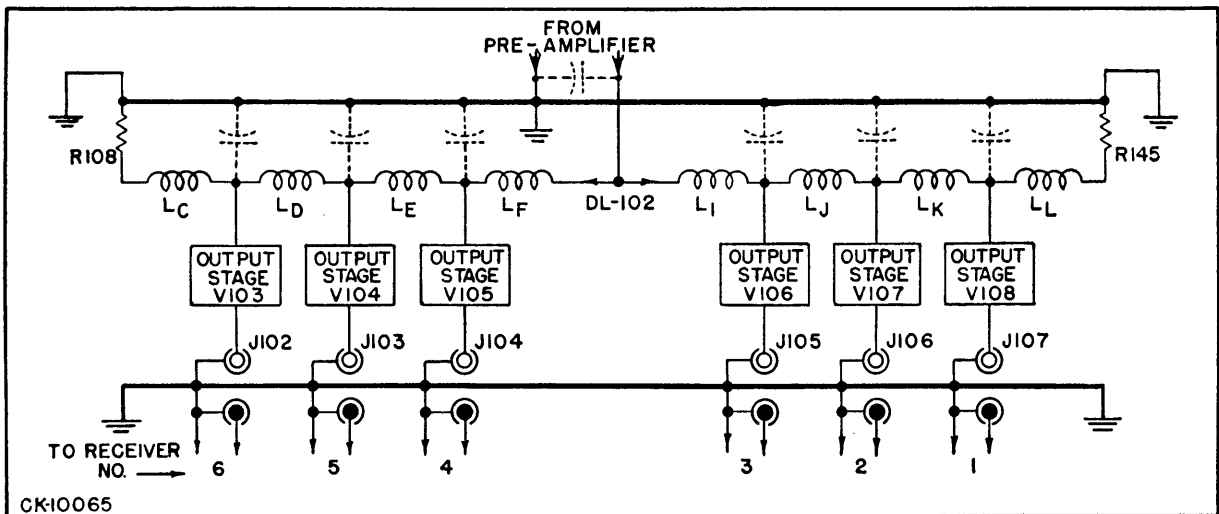 FROM
PRE-AMPLIFIER
R108
R145
LC
LD
LE
LF
DL-102
LI
LJ
LK
LL
OUTPUT
STAGE
V103
OUTPUT
STAGE
V104
OUTPUT
STAGE
V105
OUTPUT
STAGE
V106
OUTPUT
STAGE
V107
OUTPUT
STAGE
V108
J102
J103
J104
J105
J106
J107
TO RECEIVER
NO.
6
5
4
3
2
1
CK-10065